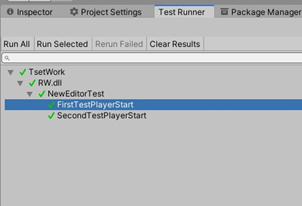 Inspector Project Settings Test Runner Package Manager
Run All Run Selected Rerun Failed Clear Results
TsetWork
RW.dll
NewEditorTest
FirstTestPlayerStart
SecondTestPlayerStart